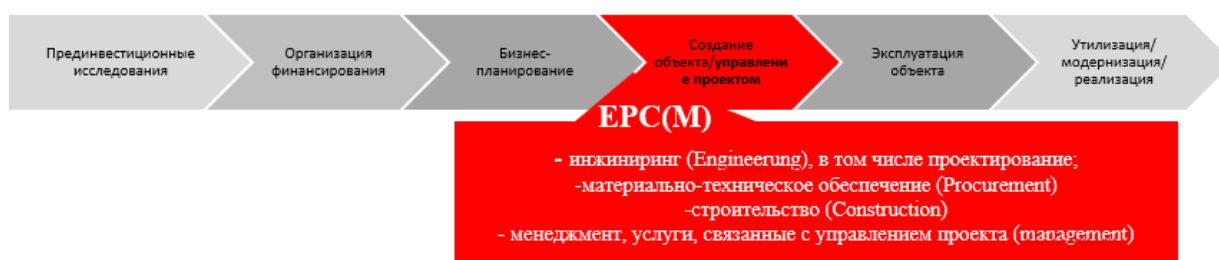 Прединвестиционные
исследования
Организация
финансирования
Бизнес-
планирование
Создание
объекта/управлени
е проектом
Эксплуатация
объекта
Утилизация/
модернизация/
реализация
EPC(M)
- инжиниринг (Engineerung), в том числе проектирование;
-материально-техническое обеспечение (Procurement)
-строительство (Construction)
- менеджмент, услуги, связанные с управлением проекта (management)